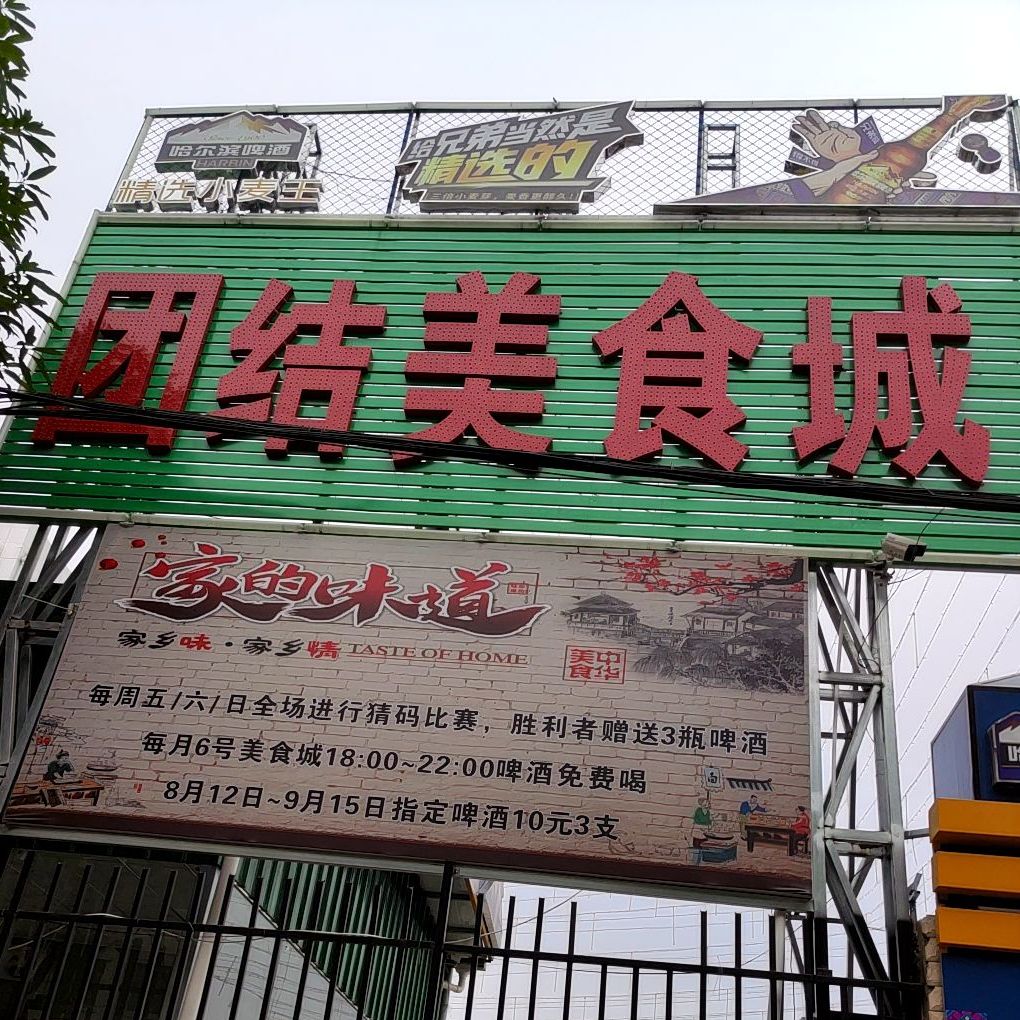 哈尔滨啤酒
HARBIN
精选小麦王
哈兄弟当然是
精选的
团结美食城
家的味道
家乡味·家乡情 TASTE OF HOME
中华
美食
每周五/六/日全场进行猜码比赛，胜利者赠送3瓶啤酒
每月6号美食城18:00~22:00啤酒免费喝
8月12日~9月15日指定啤酒10元3支